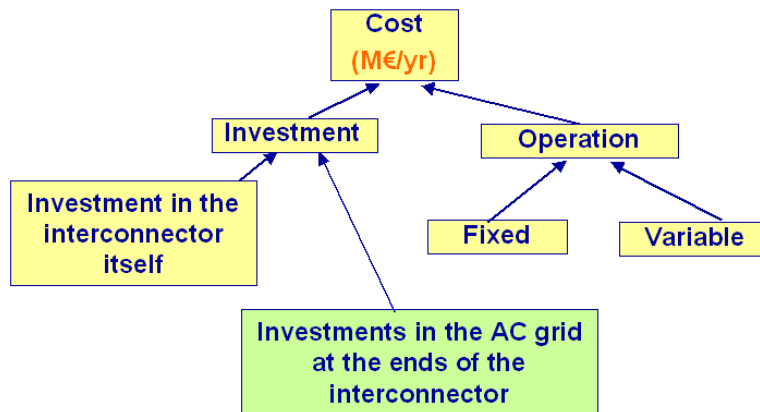 Cost
(M€/yr)
Investment
Operation
Investment in the
interconnector
itself
Fixed
Variable
Investments in the AC grid
at the ends of the
interconnector